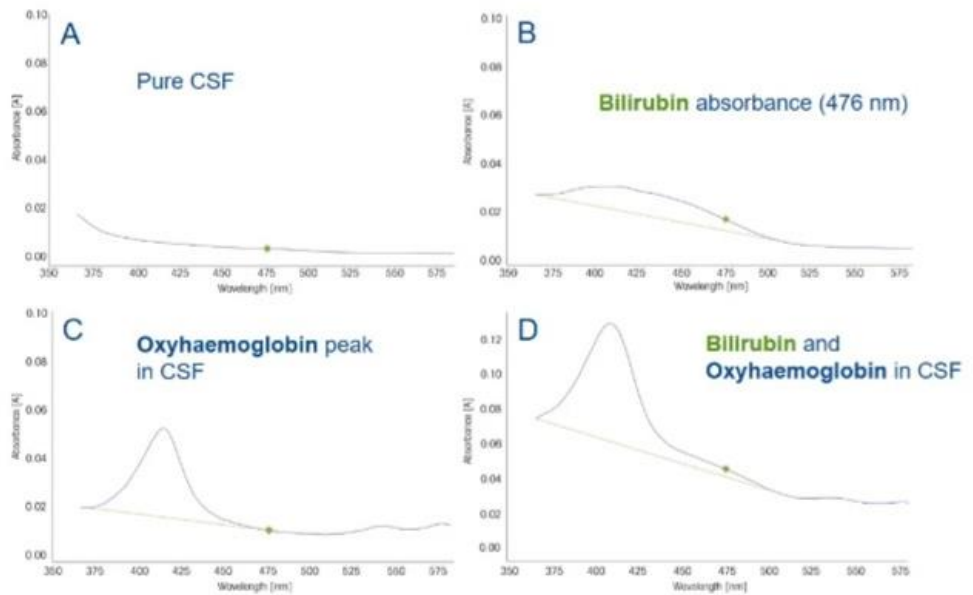 A
Pure CSF
0.10
0.08
0.06
0.04
0.02
0.00
Absorbance [A]
350 375 400 425 450 475 500 525 550 575
Wavelength [nm]
B
Bilirubin absorbance (476 nm)
0.10
0.08
0.06
0.04
0.02
0.00
Absorbance [A]
350 375 400 425 450 475 500 525 550 575
Wavelength [nm]
C
Oxyhaemoglobin peak
in CSF
0.10
0.08
0.06
0.04
0.02
0.00
Absorbance [A]
350 375 400 425 450 475 500 525 550 575
Wavelength [nm]
D
Bilirubin and
Oxyhaemoglobin in CSF
0.12
0.10
0.08
0.06
0.04
0.02
0.00
Absorbance [A]
350 375 400 425 450 475 500 525 550 575
Wavelength [nm]